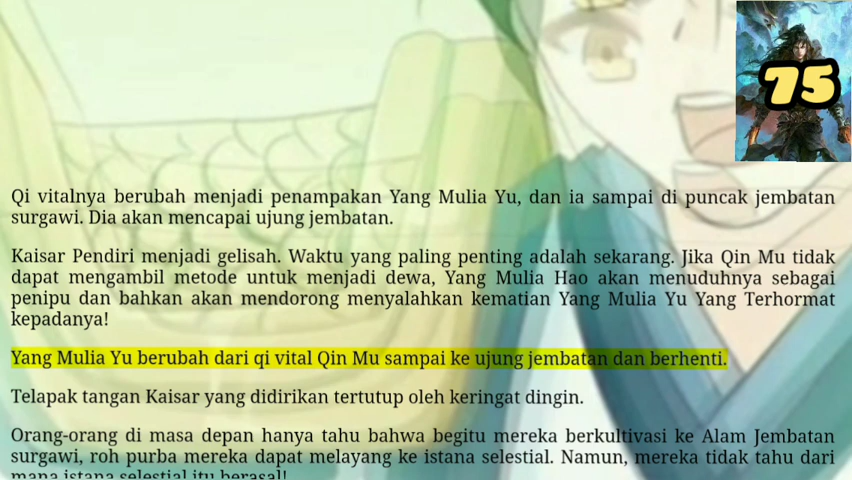 75
Qi vitalnya berubah menjadi penampakan Yang Mulia Yu, dan ia sampai di puncak jembatan
surgawi. Dia akan mencapai ujung jembatan.
Kaisar Pendiri menjadi gelisah. Waktu yang paling penting adalah sekarang. Jika Qin Mu tidak
dapat mengambil metode untuk menjadi dewa, Yang Mulia Hao akan menuduhnya sebagai
penipu dan bahkan akan mendorong menyalahkan kematian Yang Mulia Yu Yang Terhormat
kepadanya!
Yang Mulia Yu berubah dari qi vital Qin Mu sampai ke ujung jembatan dan berhenti.
Telapak tangan Kaisar yang didirikan tertutup oleh keringat dingin.
Orang-orang di masa depan hanya tahu bahwa begitu mereka berkultivasi ke Alam Jembatan
surgawi, roh purba mereka dapat melayang ke istana selestial. Namun, mereka tidak tahu dari
mana istana selestial itu berasal!